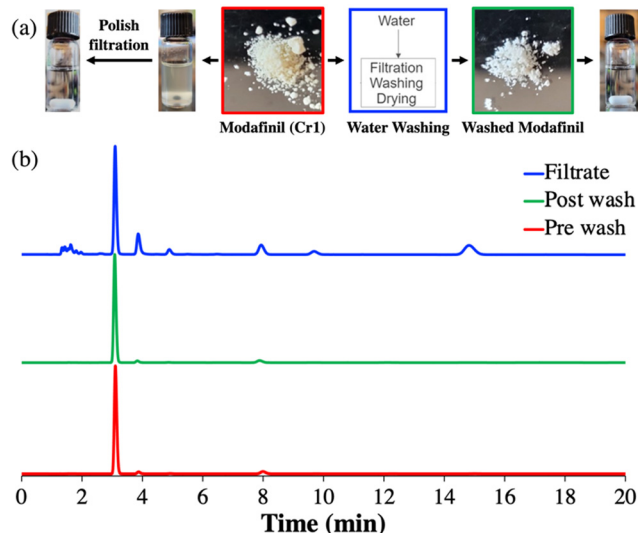 (a)
Polish
filtration
Water
Filtration
Washing
Drying
Modafinil (Cr1)
Water Washing
Washed Modafinil
(b)
Filtrate
Post wash
Pre wash
0 2 4 6 8 10 12 14 16 18 20
Time (min)